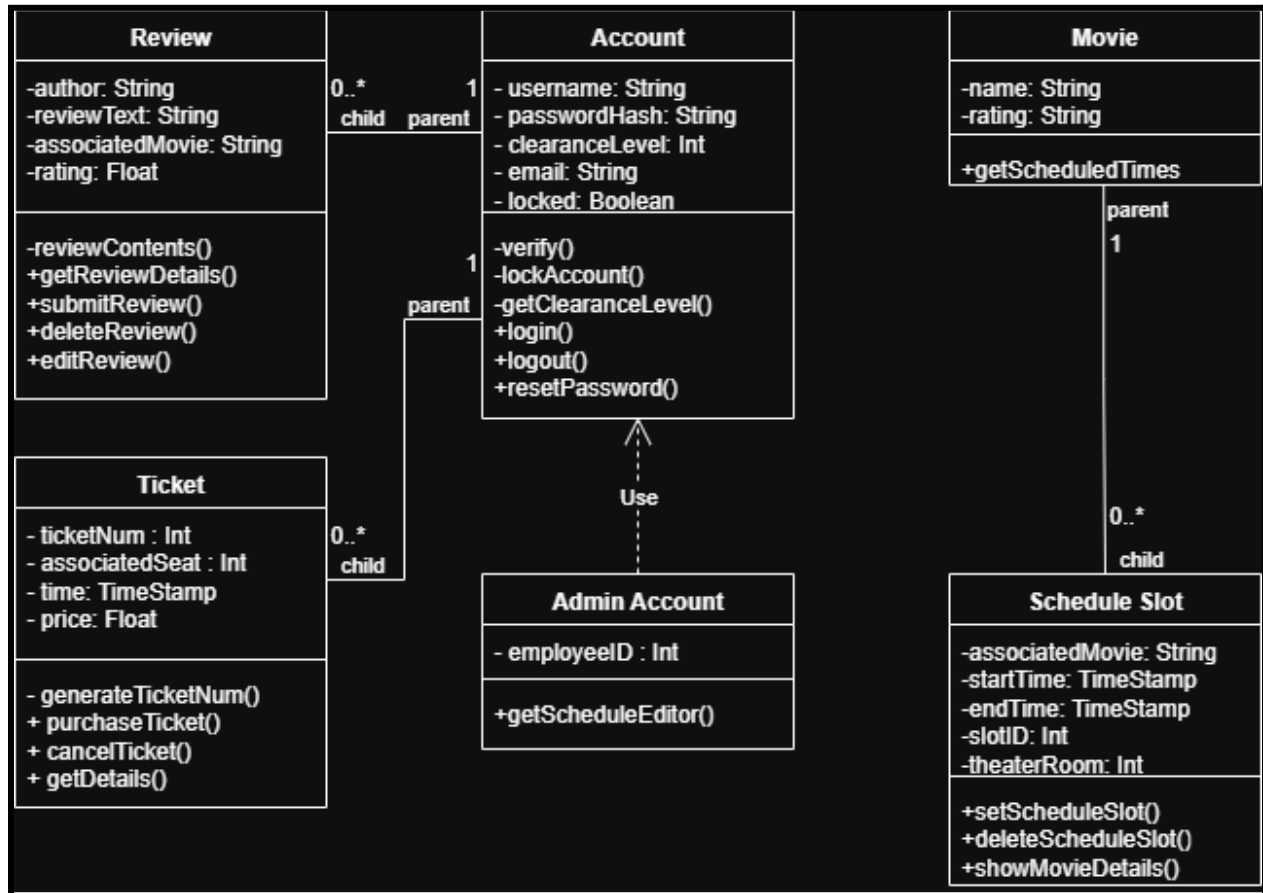 Review
-author: String
-reviewText: String
-associatedMovie: String
-rating: Float
-reviewContents()
+getReviewDetails()
+submitReview()
+deleteReview()
+editReview()
0..*
1
child
parent
Account
- username: String
- passwordHash: String
- clearanceLevel: Int
- email: String
- locked: Boolean
-verify()
-lockAccount()
-getClearanceLevel()
+login()
+logout()
+resetPassword()
1
parent
Movie
-name: String
-rating: String
+getScheduledTimes
parent
1
Ticket
- ticketNum : Int
- associatedSeat : Int
- time: TimeStamp
- price: Float
- generateTicketNum()
+ purchaseTicket()
+ cancelTicket()
+ getDetails()
0..*
child
Use
Admin Account
- employeeID : Int
+getScheduleEditor()
0..*
child
Schedule Slot
-associatedMovie: String
-startTime: TimeStamp
-endTime: TimeStamp
-slotID: Int
-theaterRoom: Int
+setScheduleSlot()
+deleteScheduleSlot()
+showMovieDetails()